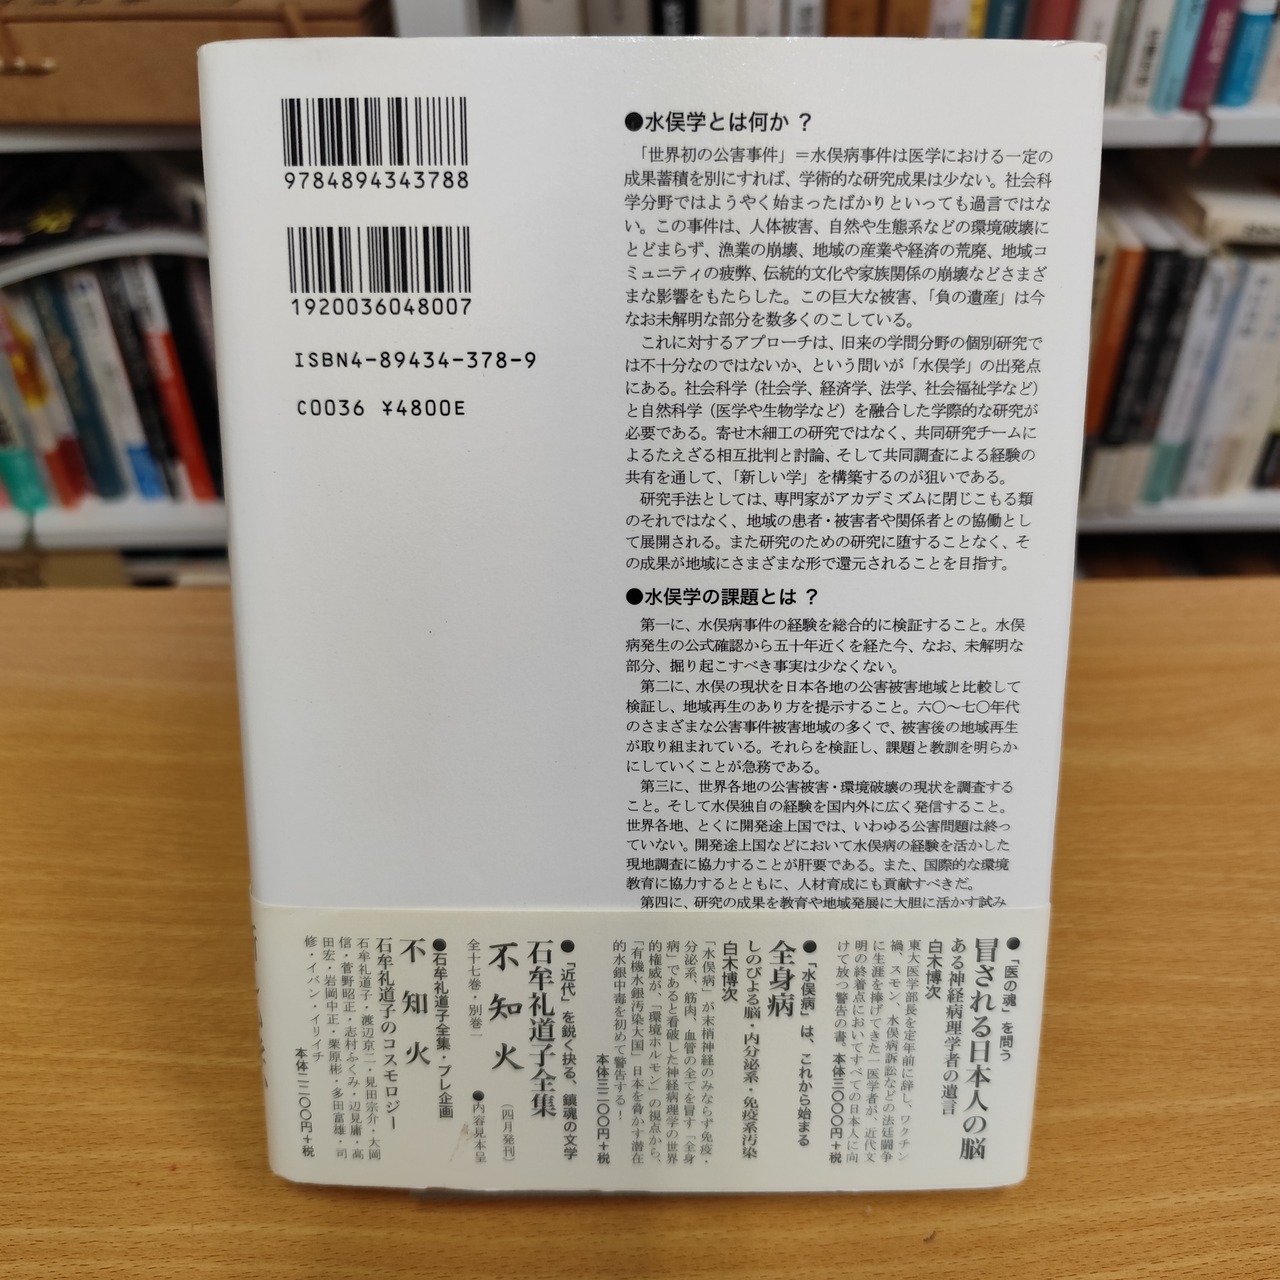 9784894343788
1920036048007
ISBN4-89434-378-9
C0036 ¥4800E
●水俣学とは何か？
「世界初の公害事件」＝水俣病事件は医学における一定の
成果蓄積を別にすれば、学術的な研究成果は少ない。社会科
学分野ではようやく始まったばかりといっても過言ではな
い。この事件は、人体被害、自然や生態系などの環境破壊に
とどまらず、漁業の崩壊、地域の産業や経済の荒廃、地域コ
ミュニティの疲弊、伝統的文化や家族関係の崩壊などさまざ
まな影響をもたらした。この巨大な被害、「負の遺産」は今
なお未解明な部分を数多くのこしている。
これに対するアプローチは、旧来の学問分野の個別研究で
は不十分なのではないか、という問いが「水俣学」の出発点
にある。社会科学（社会学、経済学、法学、社会福祉学など）
と自然科学（医学や生物学など）を融合した学際的な研究が
必要である。寄せ木細工の研究ではなく、共同研究チームに
よるたえざる相互批判と討論、そして共同調査による経験の
共有を通して、「新しい学」を構築するのが狙いである。
研究手法としては、専門家がアカデミズムに閉じこもる類
のそれではなく、地域の患者・被害者や関係者との協働とし
て展開される。また研究のための研究に堕することなく、そ
の成果が地域にさまざまな形で還元されることを目指す。
●水俣学の課題とは？
第一に、水俣病事件の経験を総合的に検証すること。水俣
病発生の公式確認から五十年近くを経た今、なお、未解明な
部分、掘り起こすべき事実は少なくない。
第二に、水俣の現状を日本各地の公害被害地域と比較して
検証し、地域再生のあり方を提示すること。六〇～七〇年代
のさまざまな公害事件被害地域の多くで、被害後の地域再生
が取り組まれている。それらを検証し、課題と教訓を明らか
にしていくことが急務である。
第三に、世界各地の公害被害・環境破壊の現状を調査する
こと。そして水俣独自の経験を国内外に広く発信すること。
世界各地、とくに開発途上国では、いわゆる公害問題は終っ
ていない。開発途上国などにおいて水俣病の経験を活かした
現地調査に協力することが肝要である。また、国際的な環境
教育に協力するとともに、人材育成にも貢献すべきだ。
第四に、研究の成果を教育や地域発展に大胆に活かす試み
●「医の魂」を問う
冒される日本人の脳
ある神経病理学者の遺言
白木博次
東大医学部長を定年前に辞し、ワクチン
禍、スモン、水俣病訴訟などの法廷闘争
に生涯を捧げてきた一医学者が、近代文
明の終着点においてすべての日本人に向
けて放つ警告の書。本体三〇〇〇円＋税
●「水俣病」は、これから始まる
全身病
しのびよる脳・内分泌系・免疫系汚染
白木博次
「水俣病」が末梢神経のみならず免疫・
分泌系、筋肉、血管の全てを冒す「全身
病」であると看破した神経病理学の世界
的権威が、「環境ホルモン」の視点から、
「有機水銀汚染大国」日本を脅かす潜在
的水銀中毒を初めて警告する！
本体三二〇〇円＋税
●「近代」を鋭く抉る、鎮魂の文学
石牟礼道子全集
不知火
（四月発刊）
全十七巻・別巻一
●内容見本呈
●石牟礼道子全集・プレ企画
不知火
石牟礼道子のコスモロジー
石牟礼道子・渡辺京二・見田宗介・大岡
信・菅野昭正・志村ふくみ・辺見庸・高
田宏・岩岡中正・栗原彬・多田富雄・司
修・イバン・イリイチ
本体二二〇〇円＋税